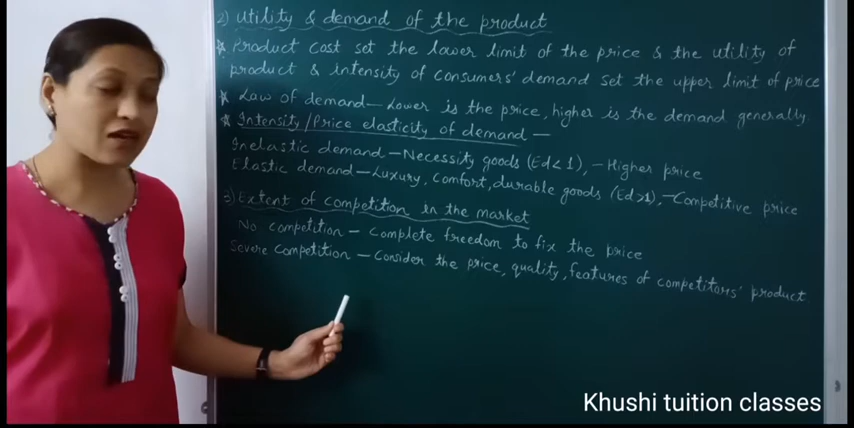 2) Utility & demand of the product
* Product cost set the lower limit of the price & the utility of
product & intensity of consumers' demand set the upper limit of price
* Law of demand – Lower is the price, higher is the demand generally
* Intensity/Price elasticity of demand –
Inelastic demand – Necessity goods (Ed < 1), – Higher price
Elastic demand – Luxury, comfort, durable goods (Ed >1), – Competitive price
3) Extent of competition in the market
No competition – Complete freedom to fix the price
Severe competition – Consider the price, quality, features of competitors' product
Khushi tuition classes